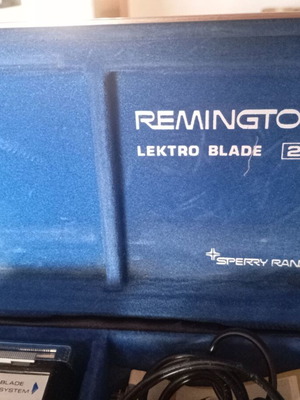 REMINGTO
LEKTRO BLADE 2
SPERRY RAN
BLADE
SYSTEM